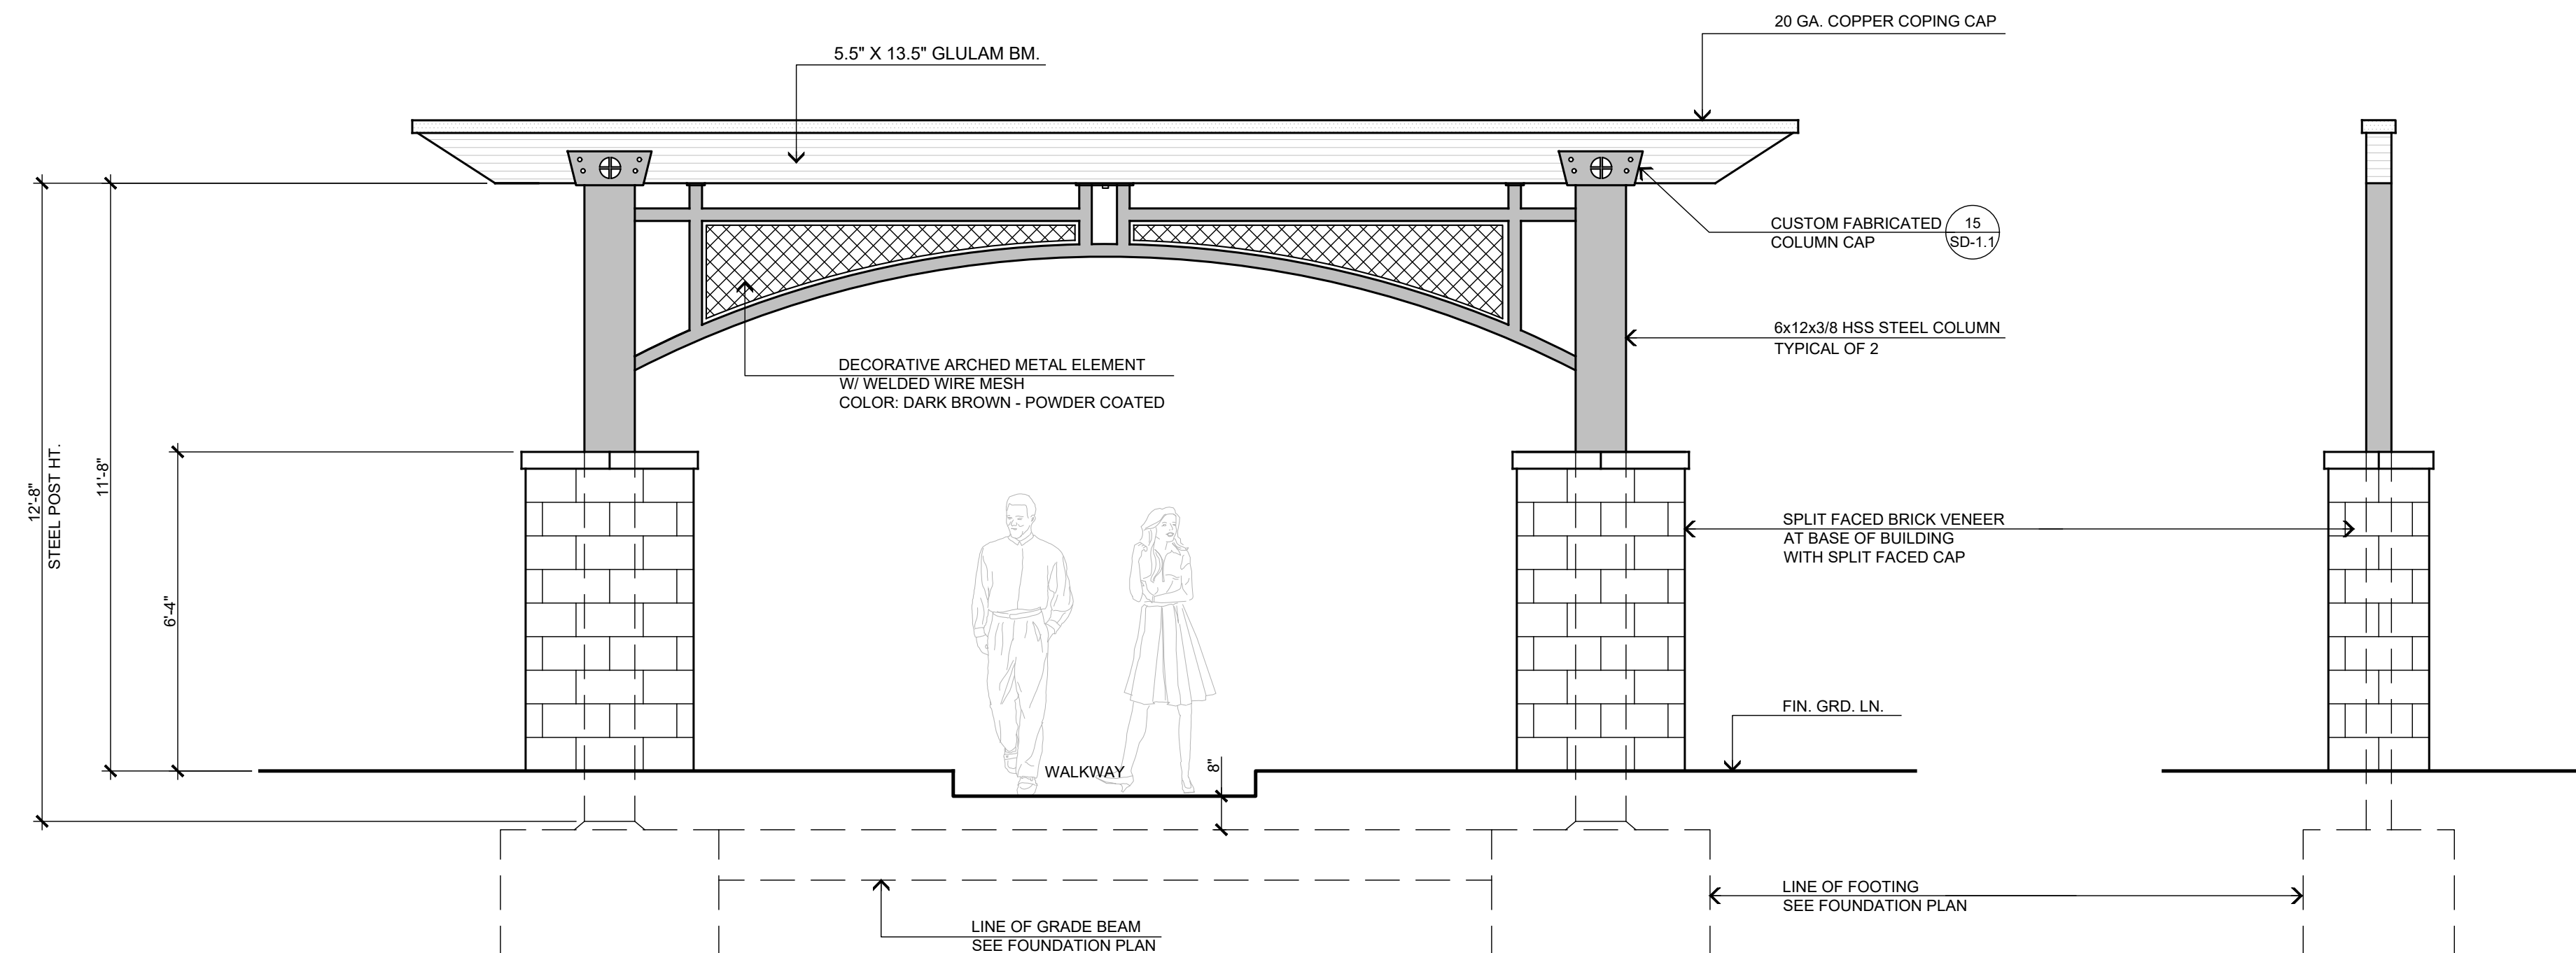 20 GA. COPPER COPING CAP
5.5" X 13.5" GLULAM BM.
CUSTOM FABRICATED
COLUMN CAP
15
SD-1.1
6x12x3/8 HSS STEEL COLUMN
TYPICAL OF 2
DECORATIVE ARCHED METAL ELEMENT
W/ WELDED WIRE MESH
COLOR: DARK BROWN - POWDER COATED
12'-8"
STEEL POST HT.
11'-8"
6'-4"
SPLIT FACED BRICK VENEER
AT BASE OF BUILDING
WITH SPLIT FACED CAP
FIN. GRD. LN.
WALKWAY
8"
LINE OF FOOTING
SEE FOUNDATION PLAN
LINE OF GRADE BEAM
SEE FOUNDATION PLAN